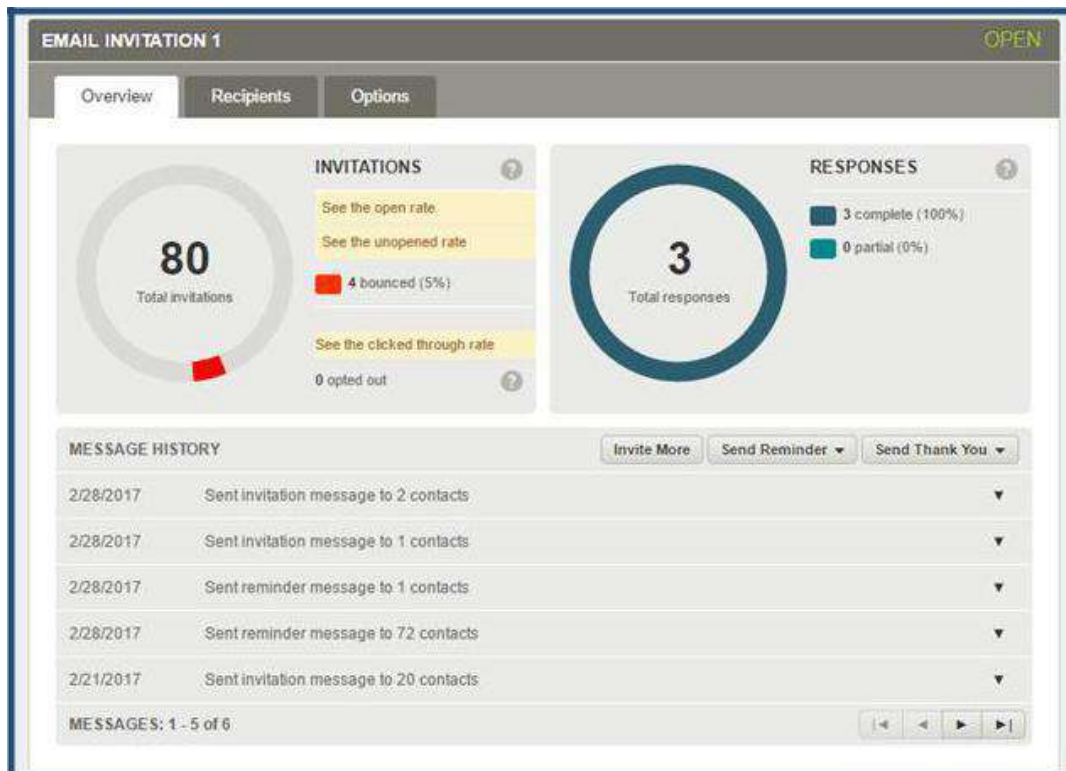 EMAIL INVITATION 1
OPEN
Overview
Recipients
Options
80
Total invitations
INVITATIONS
?
See the open rate
See the unopened rate
4 bounced (5%)
See the clicked through rate
0 opted out
?
3
Total responses
RESPONSES
?
3 complete (100%)
0 partial (0%)
MESSAGE HISTORY
Invite More
Send Reminder
Send Thank You
2/28/2017 Sent invitation message to 2 contacts
2/28/2017 Sent invitation message to 1 contacts
2/28/2017 Sent reminder message to 1 contacts
2/28/2017 Sent reminder message to 72 contacts
2/21/2017 Sent invitation message to 20 contacts
MESSAGES: 1 - 5 of 6